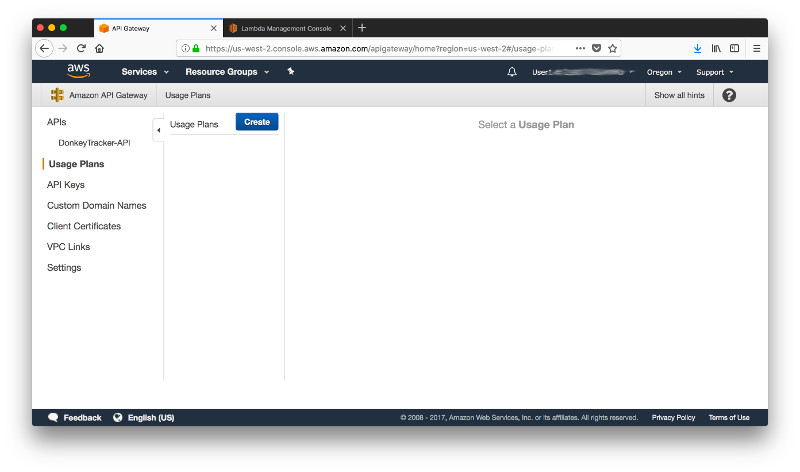 API Gateway
Lambda Management Console
https://us-west-2.console.aws.amazon.com/apigateway/home?region=us-west-2#/usage-plan
aws Services Resource Groups Oregon Support
Amazon API Gateway Usage Plans Show all hints ?
APIs
DonkeyTracker-API
Usage Plans
API Keys
Custom Domain Names
Client Certificates
VPC Links
Settings
Usage Plans Create
Select a Usage Plan
Feedback English (US) © 2008 - 2017, Amazon Web Services, Inc. or its affiliates. All rights reserved. Privacy Policy Terms of Use